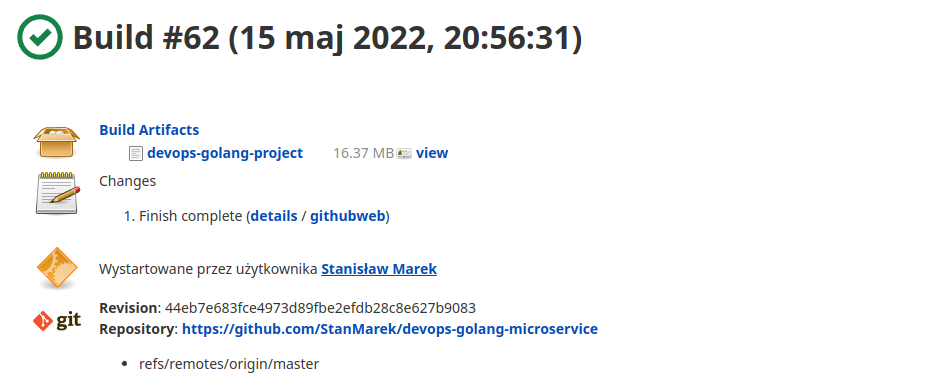 Build #62 (15 maj 2022, 20:56:31)
Build Artifacts
devops-golang-project 16.37 MB view
Changes
1. Finish complete (details / githubweb)
Wystartowane przez użytkownika Stanisław Marek
Revision: 44eb7e683fce4973d89fbe2efdb28c8e627b9083
git
Repository: https://github.com/StanMarek/devops-golang-microservice
• refs/remotes/origin/master